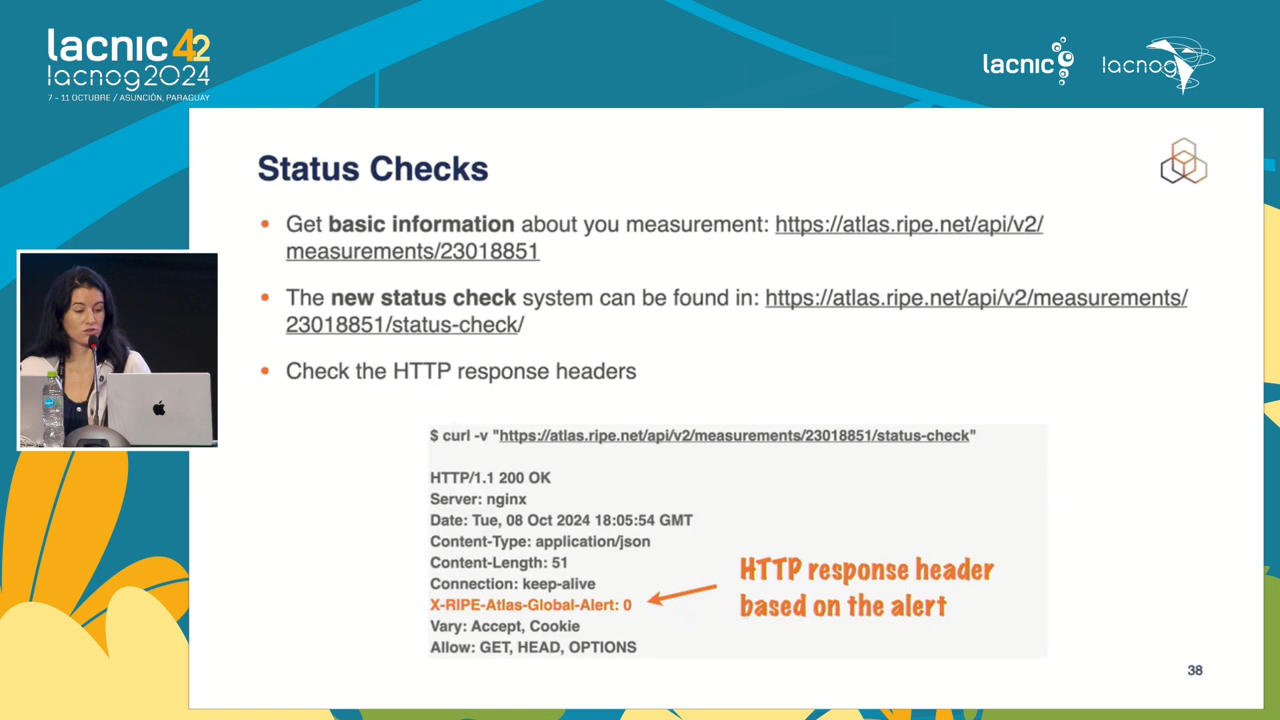 lacnic 42
lacnog2024
7 - 11 OCTUBRE / ASUNCIÓN, PARAGUAY
lacnic
lacnog
Status Checks
• Get basic information about you measurement: https://atlas.ripe.net/api/v2/
measurements/23018851
• The new status check system can be found in: https://atlas.ripe.net/api/v2/measurements/
23018851/status-check/
• Check the HTTP response headers
$ curl -v "https://atlas.ripe.net/api/v2/measurements/23018851/status-check"
HTTP/1.1 200 OK
Server: nginx
Date: Tue, 08 Oct 2024 18:05:54 GMT
Content-Type: application/json
Content-Length: 51
Connection: keep-alive
X-RIPE-Atlas-Global-Alert: 0
Vary: Accept, Cookie
Allow: GET, HEAD, OPTIONS
HTTP response header
based on the alert
38